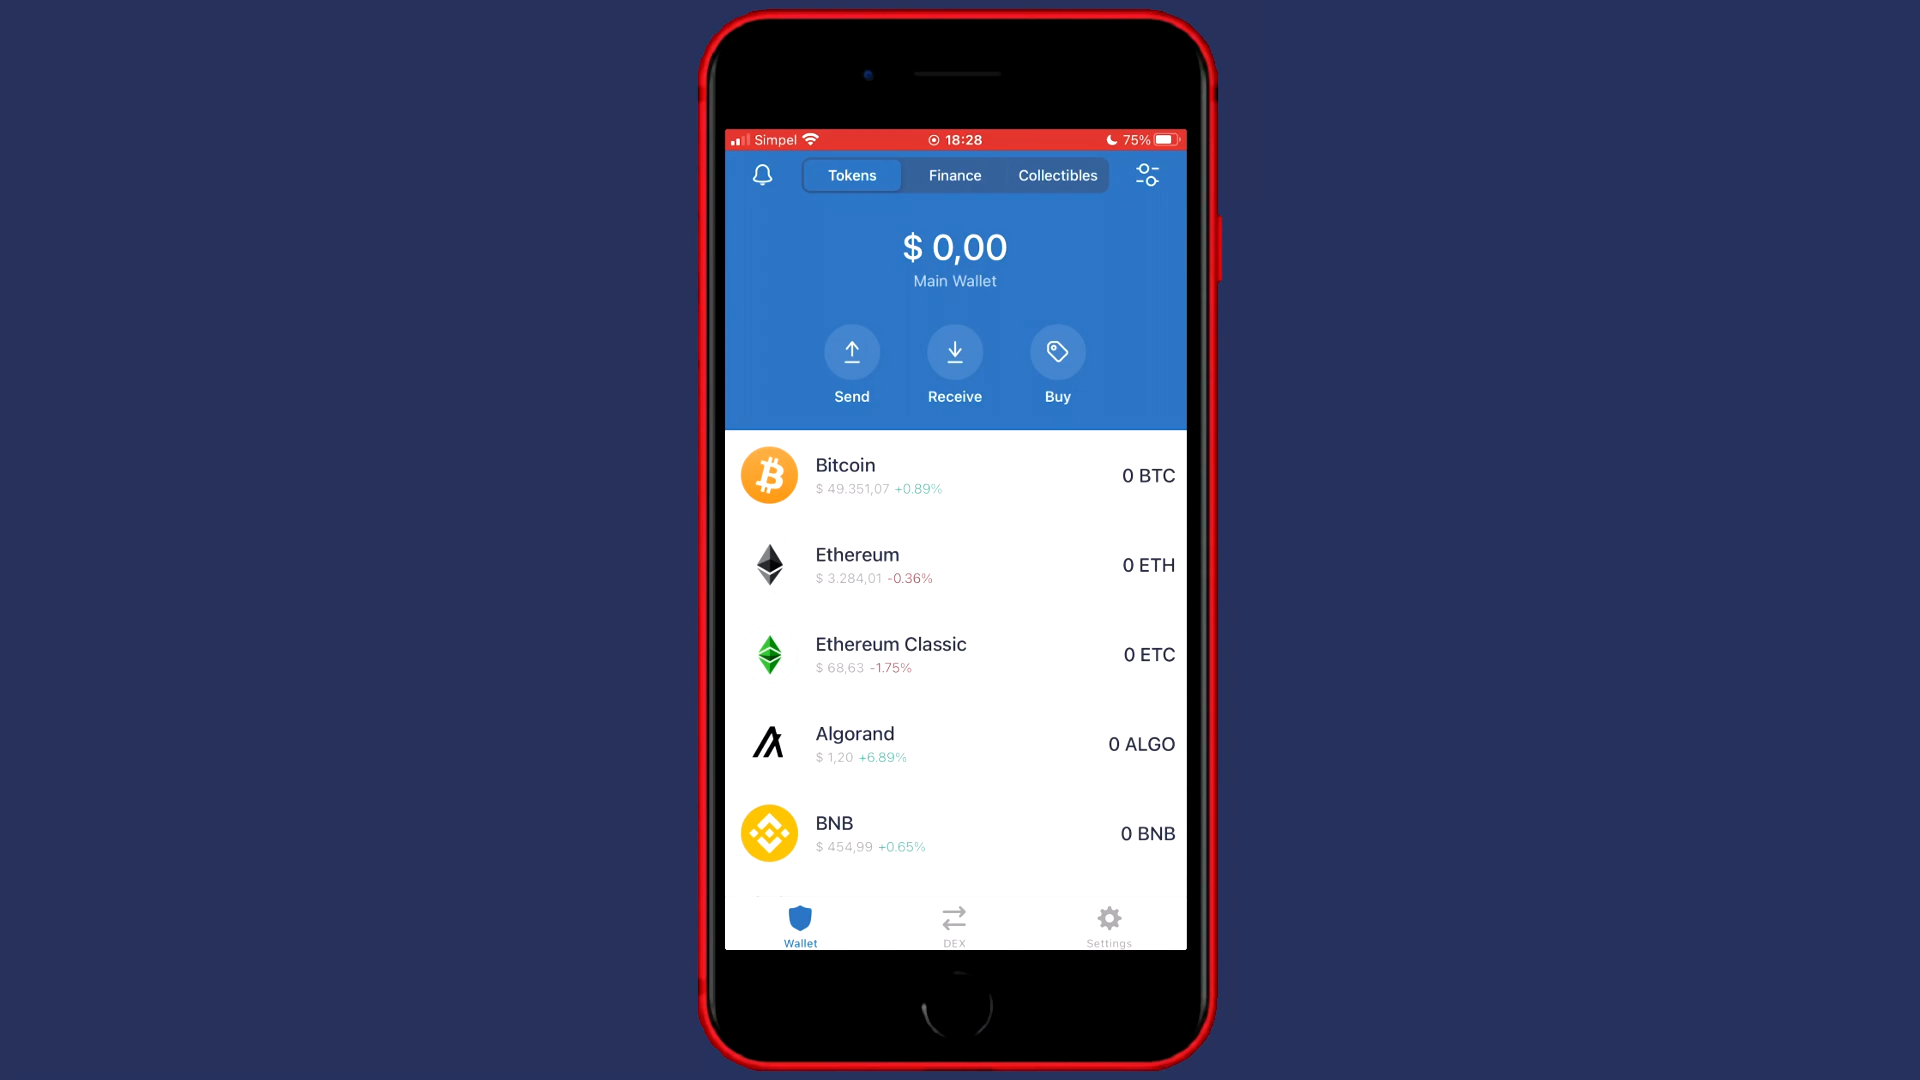 Simpel 18:28 75%
Tokens Finance Collectibles
$ 0,00
Main Wallet
Send Receive Buy
Bitcoin
$ 49.351,07 +0.89%
0 BTC
Ethereum
$ 3.284,01 -0.36%
0 ETH
Ethereum Classic
$ 68,63 -1.75%
0 ETC
Algorand
$ 1,20 +6.89%
0 ALGO
BNB
$ 454,99 +0.65%
0 BNB
Wallet DEX Settings